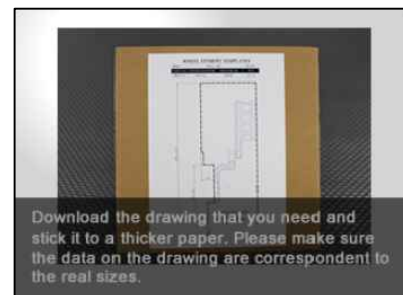 Download the drawing that you need and
stick it to a thicker paper. Please make sure
the data on the drawing are correspondent to
the real sizes.